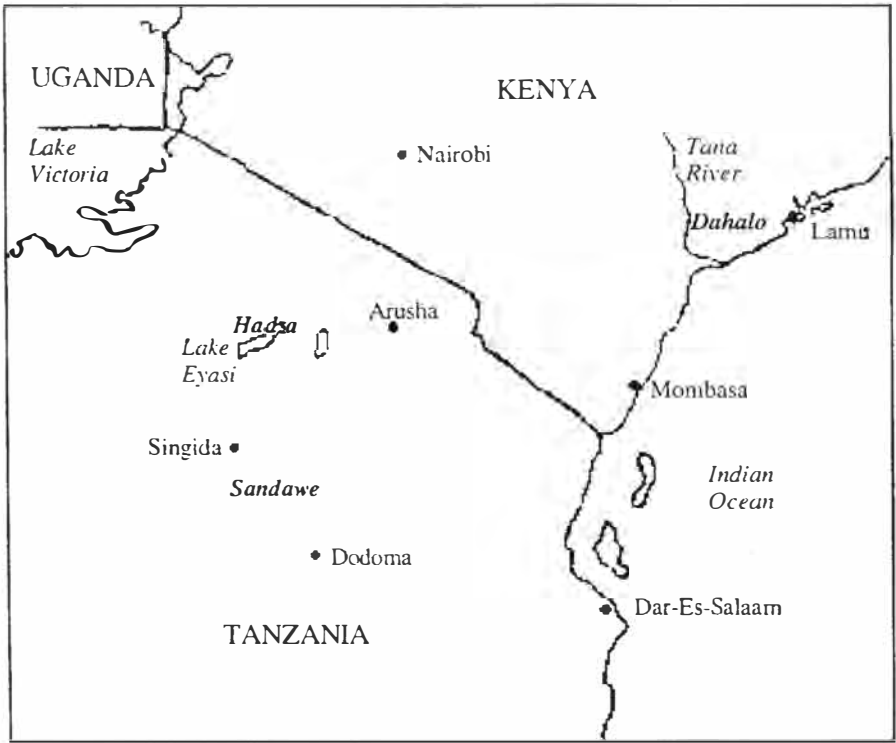 UGANDA
KENYA
Lake
Victoria
Nairobi
Tana
River
Dahalo
Lamu
Hadza
Lake
Eyasi
Arusha
Mombasa
Singida
Sandawe
Indian
Ocean
Dodoma
Dar-Es-Salaam
TANZANIA